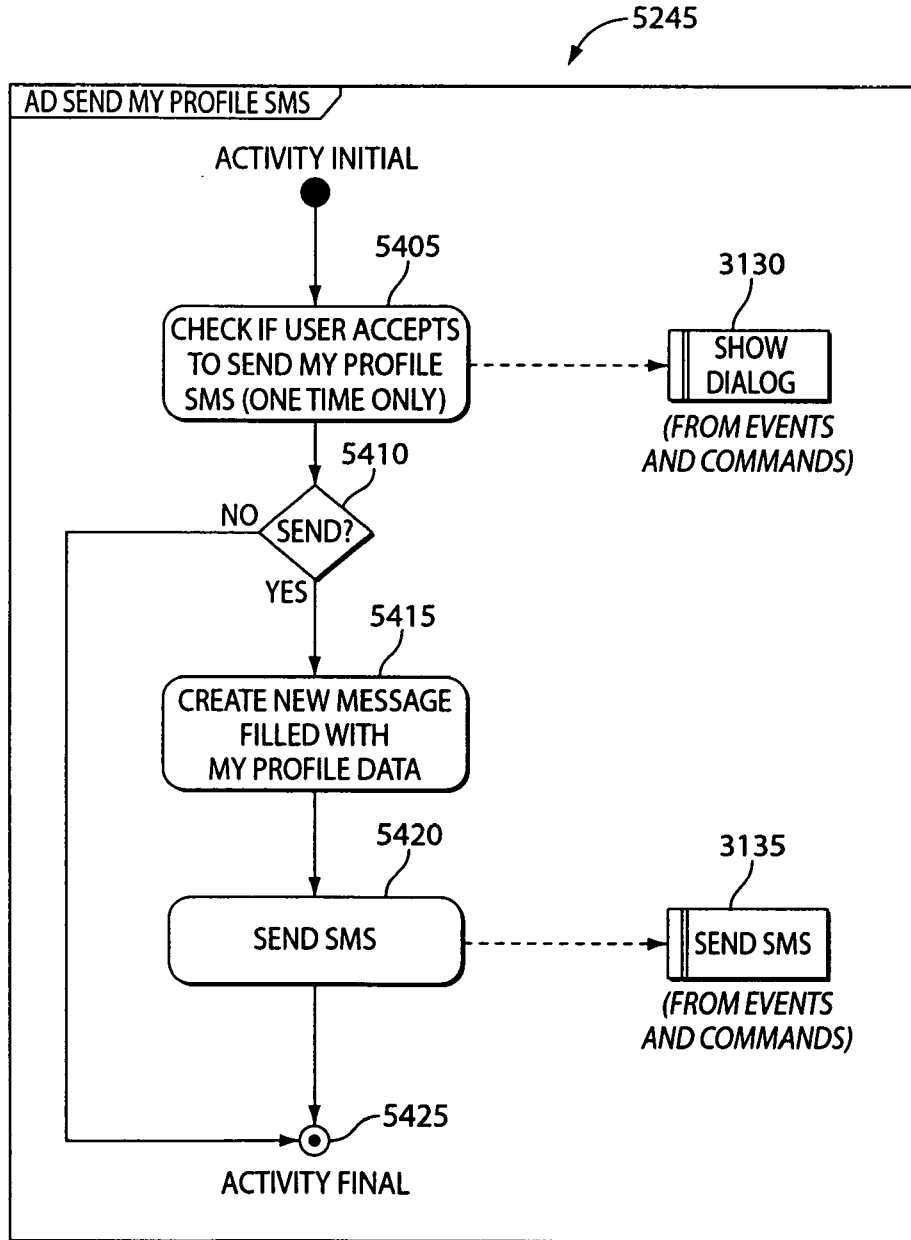 5245
AD SEND MY PROFILE SMS
ACTIVITY INITIAL
5405
CHECK IF USER ACCEPTS
TO SEND MY PROFILE
SMS (ONE TIME ONLY)
3130
SHOW
DIALOG
(FROM EVENTS
AND COMMANDS)
5410
NO
SEND?
YES
5415
CREATE NEW MESSAGE
FILLED WITH
MY PROFILE DATA
5420
SEND SMS
3135
SEND SMS
(FROM EVENTS
AND COMMANDS)
5425
ACTIVITY FINAL